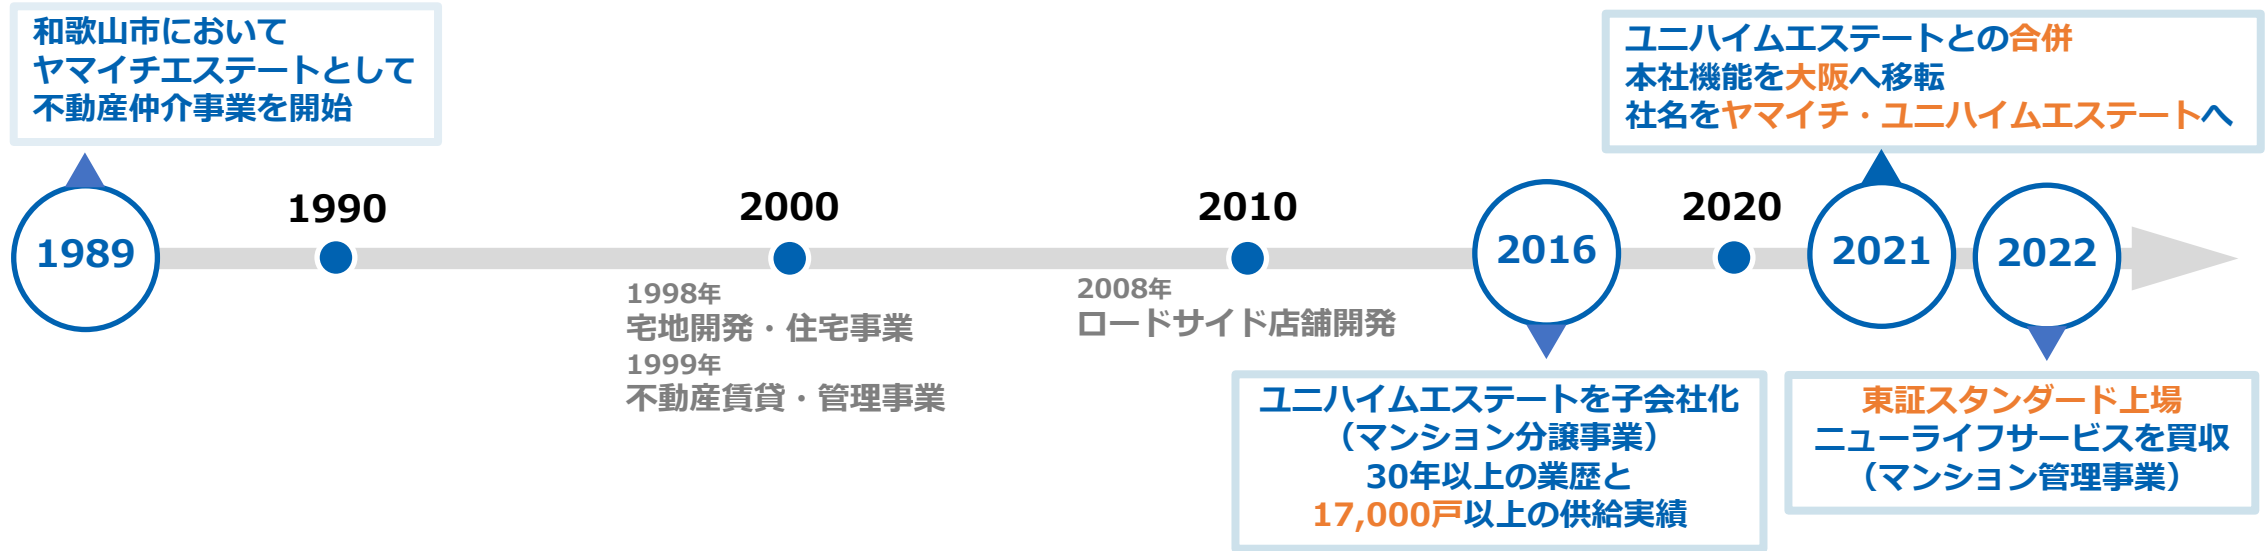 和歌山市において
ヤマイチエステートとして
不動産仲介事業を開始
ユニハイムエステートとの合併
本社機能を大阪へ移転
社名をヤマイチ・ユニハイムエステートへ
1989
1990
2000
2010
2016
2020
2021
2022
1998年
宅地開発・住宅事業
1999年
不動産賃貸・管理事業
2008年
ロードサイド店舗開発
ユニハイムエステートを子会社化
（マンション分譲事業）
30年以上の業歴と
17,000戸以上の供給実績
東証スタンダード上場
ニューライフサービスを買収
（マンション管理事業）